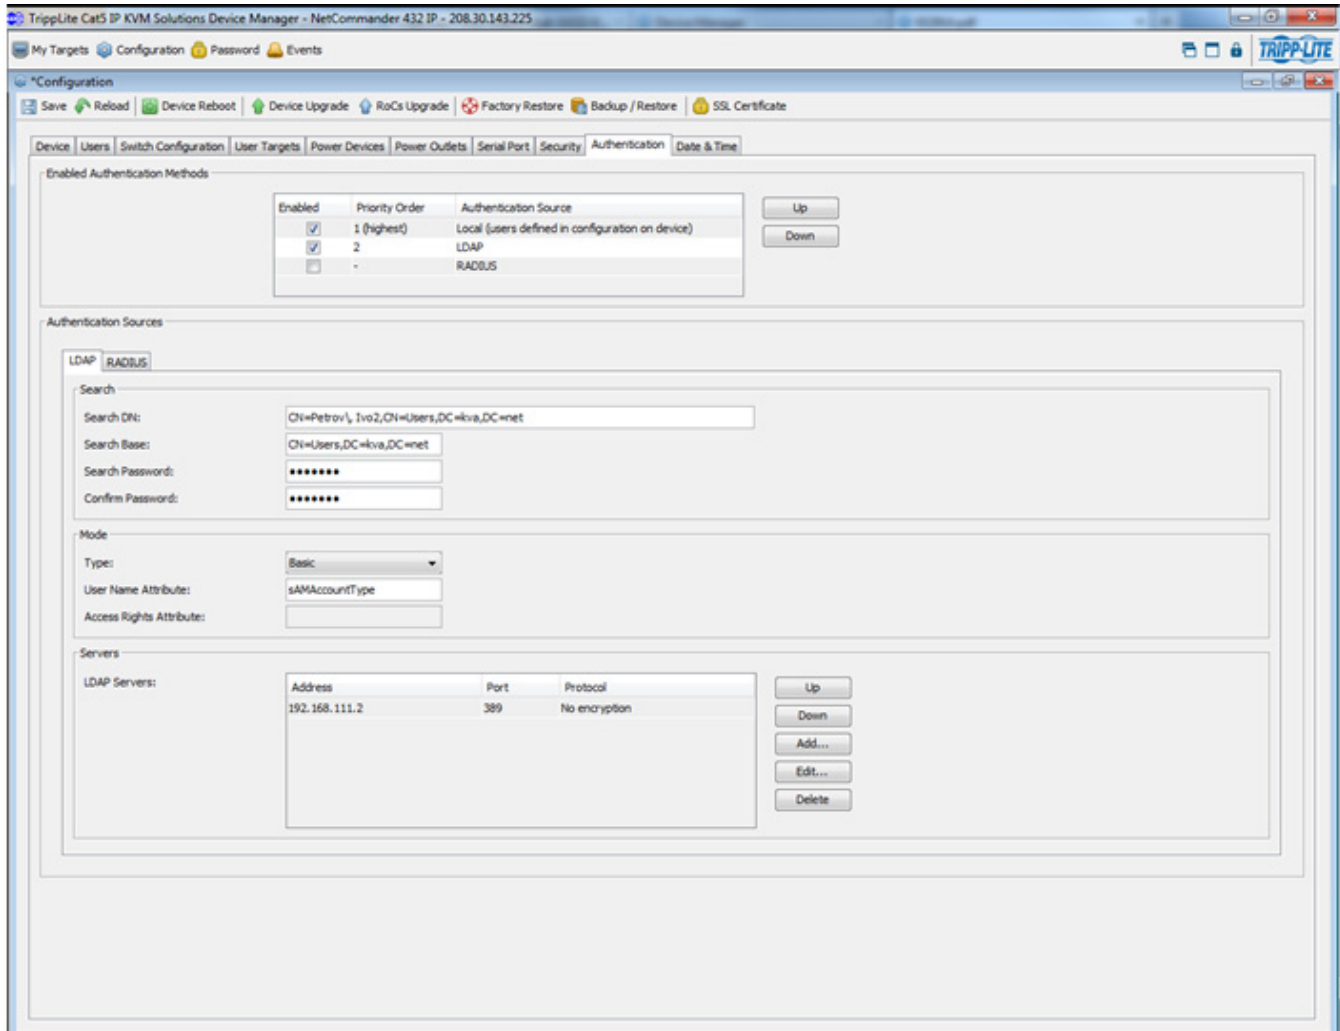 TrippLite Cat5 IP KVM Solutions Device Manager - NetCommander 432 IP - 208.30.143.225
My Targets Configuration Password Events
TRIPP-LITE
*Configuration
Save Reload Device Reboot Device Upgrade RoCs Upgrade Factory Restore Backup / Restore SSL Certificate
Device Users Switch Configuration User Targets Power Devices Power Outlets Serial Port Security Authentication Date & Time
Enabled Authentication Methods
Enabled Priority Order Authentication Source
1 (highest) Local (users defined in configuration on device)
2 LDAP
- RADIUS
Up
Down
Authentication Sources
LDAP RADIUS
Search
Search DN: CN=Petrov\, Ivo2,CN=Users,DC=kva,DC=net
Search Base: CN=Users,DC=kva,DC=net
Search Password: •••••••
Confirm Password: •••••••
Mode
Type: Basic
User Name Attribute: sAMAccountType
Access Rights Attribute:
Servers
LDAP Servers:
Address Port Protocol
192.168.111.2 389 No encryption
Up
Down
Add...
Edit...
Delete